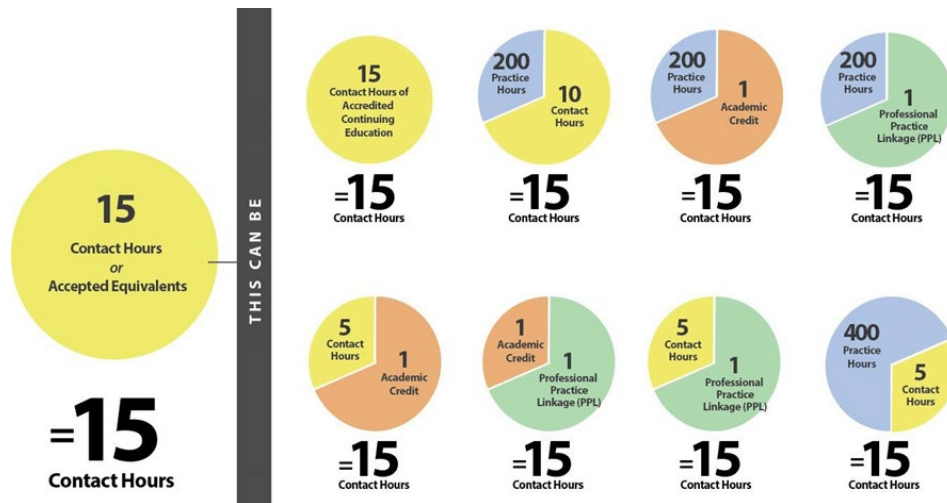 15
Contact Hours
or
Accepted Equivalents
=15
Contact Hours
THIS CAN BE
15
Contact Hours of
Accredited
Continuing
Education
=15
Contact Hours
200
Practice
Hours
10
Contact
Hours
=15
Contact Hours
200
Practice
Hours
1
Academic
Credit
=15
Contact Hours
200
Practice
Hours
1
Professional
Practice
Linkage (PPL)
=15
Contact Hours
5
Contact
Hours
1
Academic
Credit
=15
Contact Hours
1
Academic
Credit
1
Professional
Practice
Linkage (PPL)
=15
Contact Hours
5
Contact
Hours
1
Professional
Practice
Linkage (PPL)
=15
Contact Hours
400
Practice
Hours
5
Contact
Hours
=15
Contact Hours